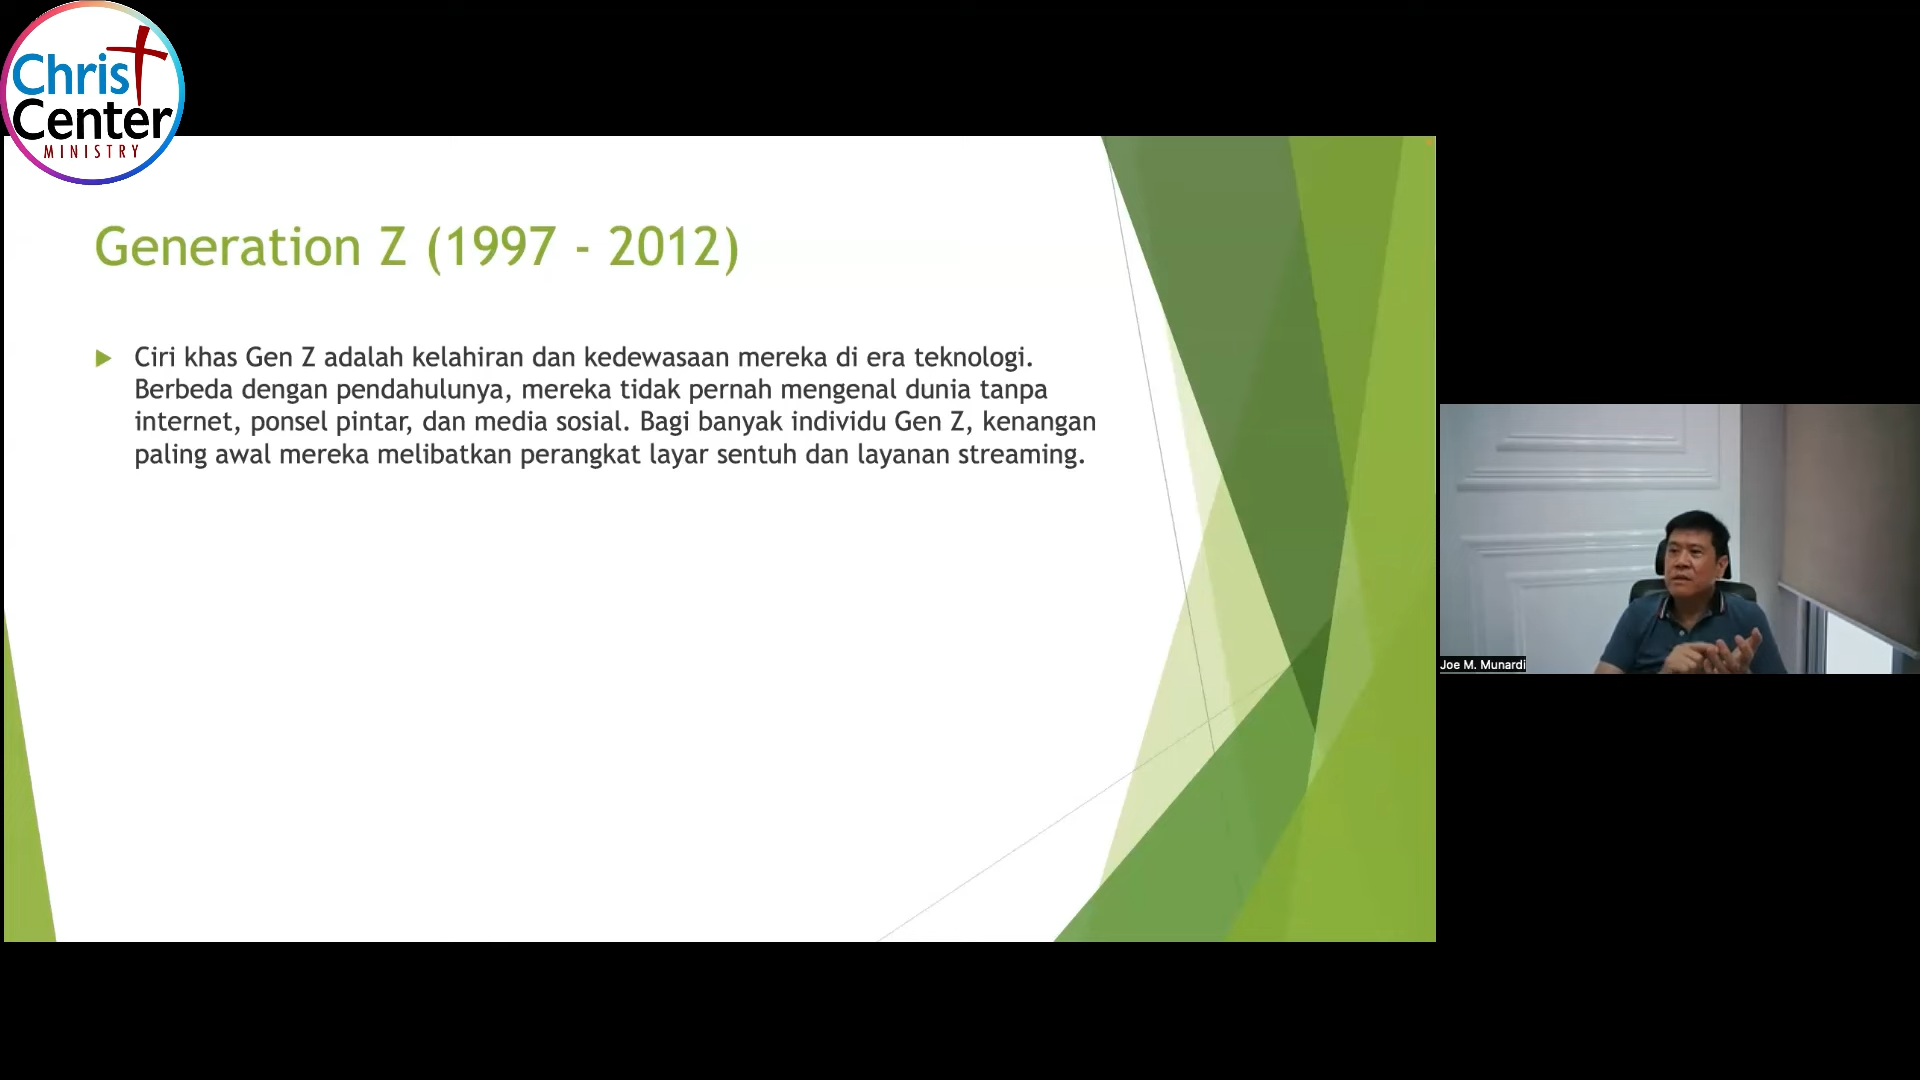 Christ
Center
MINISTRY
Generation Z (1997 - 2012)
Ciri khas Gen Z adalah kelahiran dan kedewasaan mereka di era teknologi.
Berbeda dengan pendahulunya, mereka tidak pernah mengenal dunia tanpa
internet, ponsel pintar, dan media sosial. Bagi banyak individu Gen Z, kenangan
paling awal mereka melibatkan perangkat layar sentuh dan layanan streaming.
Joe M. Munardi